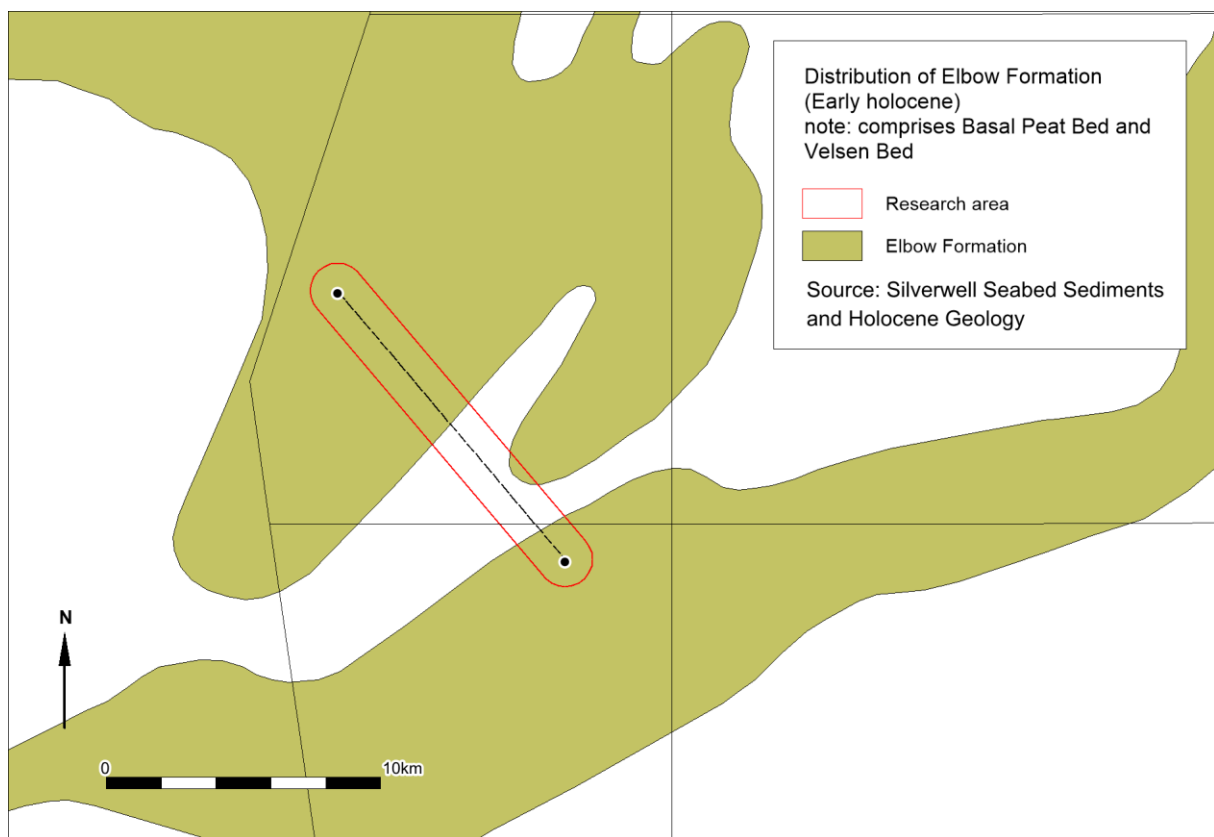 Distribution of Elbow Formation
(Early holocene)
note: comprises Basal Peat Bed and
Velsen Bed
Research area
Elbow Formation
Source: Silverwell Seabed Sediments
and Holocene Geology
N
0 10km